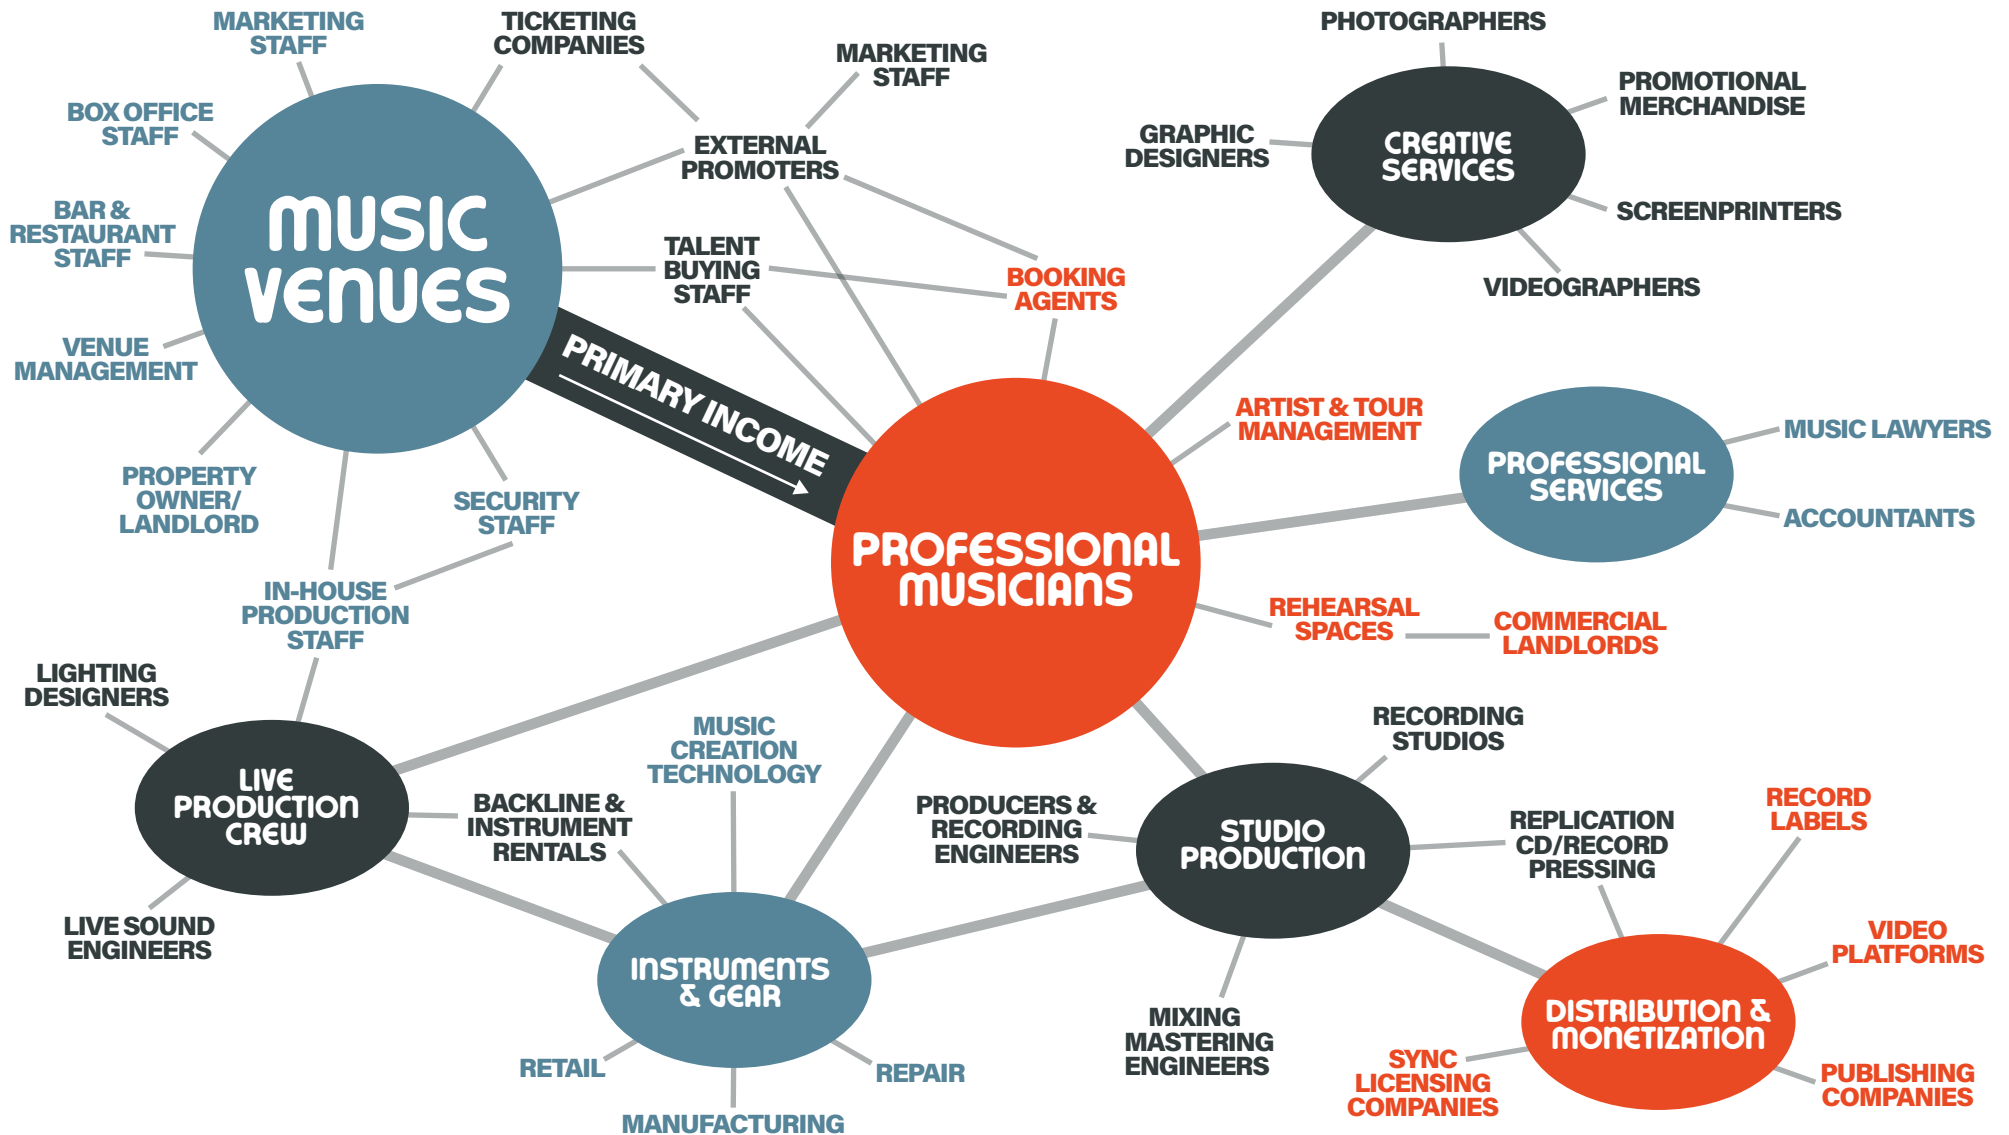 MARKETING
STAFF
TICKETING
COMPANIES
MARKETING
STAFF
PHOTOGRAPHERS
PROMOTIONAL
MERCHANDISE
BOX OFFICE
STAFF
EXTERNAL
PROMOTERS
GRAPHIC
DESIGNERS
CREATIVE
SERVICES
BAR &
RESTAURANT
STAFF
MUSIC
VENUES
TALENT
BUYING
STAFF
BOOKING
AGENTS
SCREENPRINTERS
VIDEOGRAPHERS
VENUE
MANAGEMENT
PRIMARY INCOME
ARTIST & TOUR
MANAGEMENT
PROFESSIONAL
SERVICES
MUSIC LAWYERS
ACCOUNTANTS
PROPERTY
OWNER/
LANDLORD
SECURITY
STAFF
PROFESSIONAL
MUSICIANS
IN-HOUSE
PRODUCTION
STAFF
REHEARSAL
SPACES
COMMERCIAL
LANDLORDS
LIGHTING
DESIGNERS
MUSIC
CREATION
TECHNOLOGY
RECORDING
STUDIOS
LIVE
PRODUCTION
CREW
BACKLINE &
INSTRUMENT
RENTALS
PRODUCERS &
RECORDING
ENGINEERS
STUDIO
PRODUCTION
REPLICATION
CD/RECORD
PRESSING
RECORD
LABELS
LIVE SOUND
ENGINEERS
INSTRUMENTS
& GEAR
VIDEO
PLATFORMS
MIXING
MASTERING
ENGINEERS
DISTRIBUTION &
MONETIZATION
RETAIL
REPAIR
MANUFACTURING
SYNC
LICENSING
COMPANIES
PUBLISHING
COMPANIES